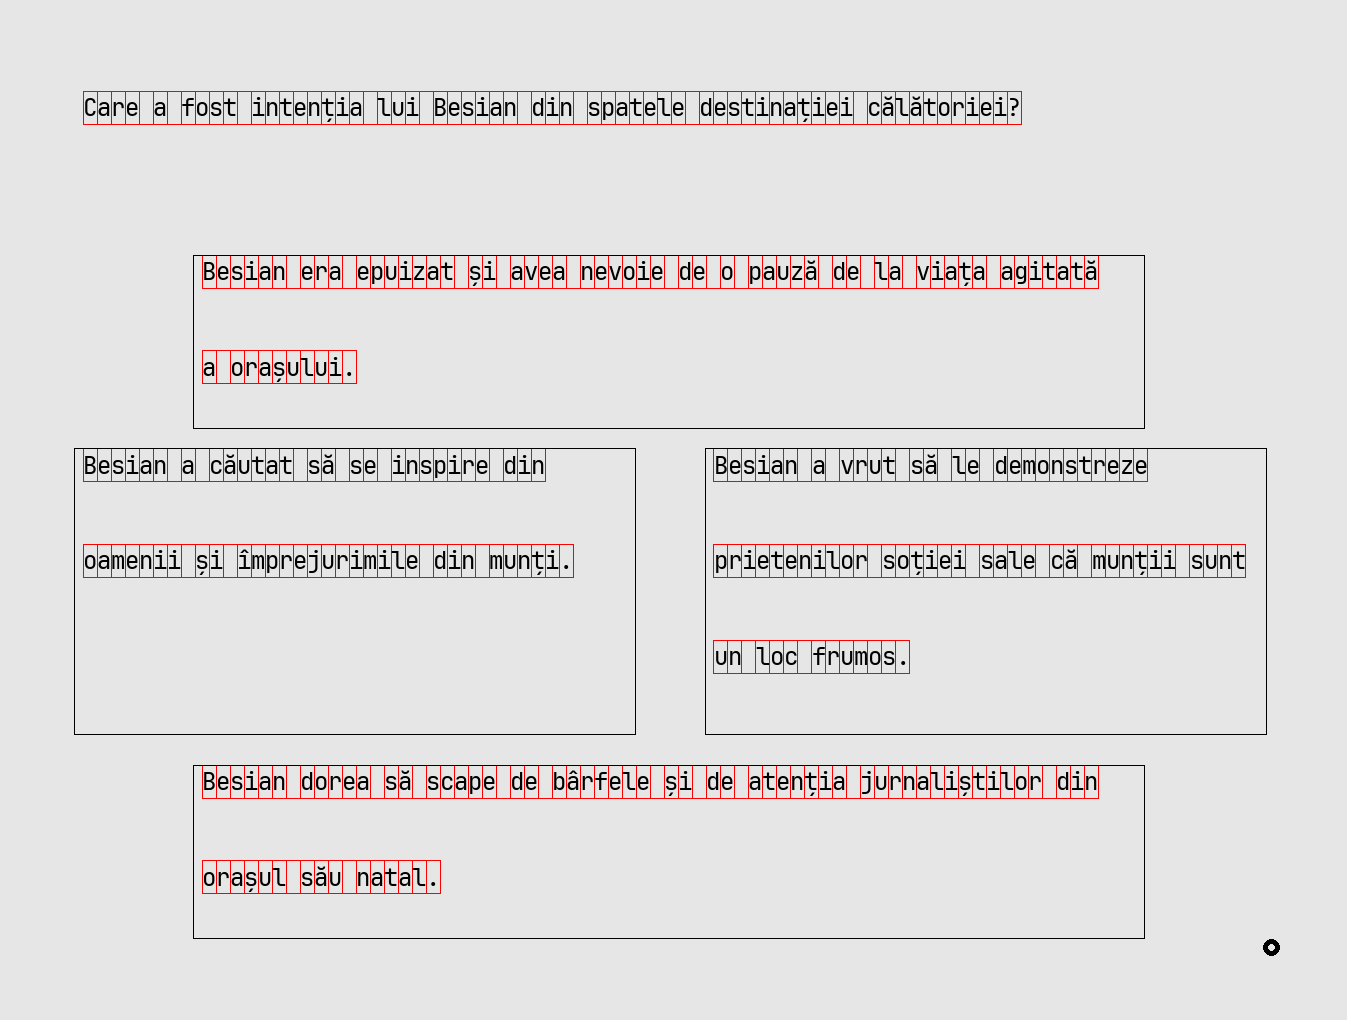 Care a fost intenția lui Besian din spatele destinației călătoriei?
Besian era epuizat și avea nevoie de o pauză de la viața agitată
a orașului.
Besian a căutat să se inspire din
oamenii și împrejurimile din munți.
Besian a vrut să le demonstreze
prietenilor soției sale că munții sunt
un loc frumos.
Besian dorea să scape de bârfele și de atenția jurnaliștilor din
orașul său natal.